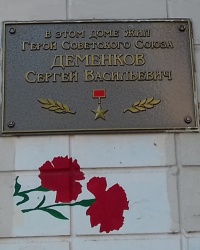 В ЭТОМ ДОМЕ ЖИЛ
ГЕРОЙ СОВЕТСКОГО СОЮЗА
ДЕМЕНКОВ
СЕРГЕЙ ВАСИЛЬЕВИЧ